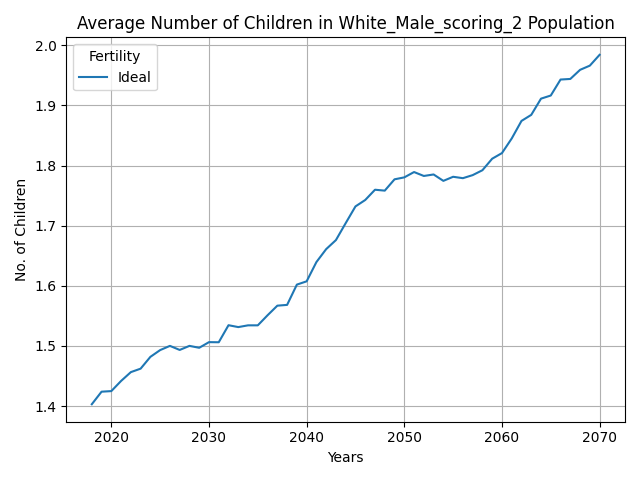 Average Number of Children in White_Male_scoring_2 Population
Fertility
Ideal
No. of Children
2.0
1.9
1.8
1.7
1.6
1.5
1.4
2020 2030 2040 2050 2060 2070
Years